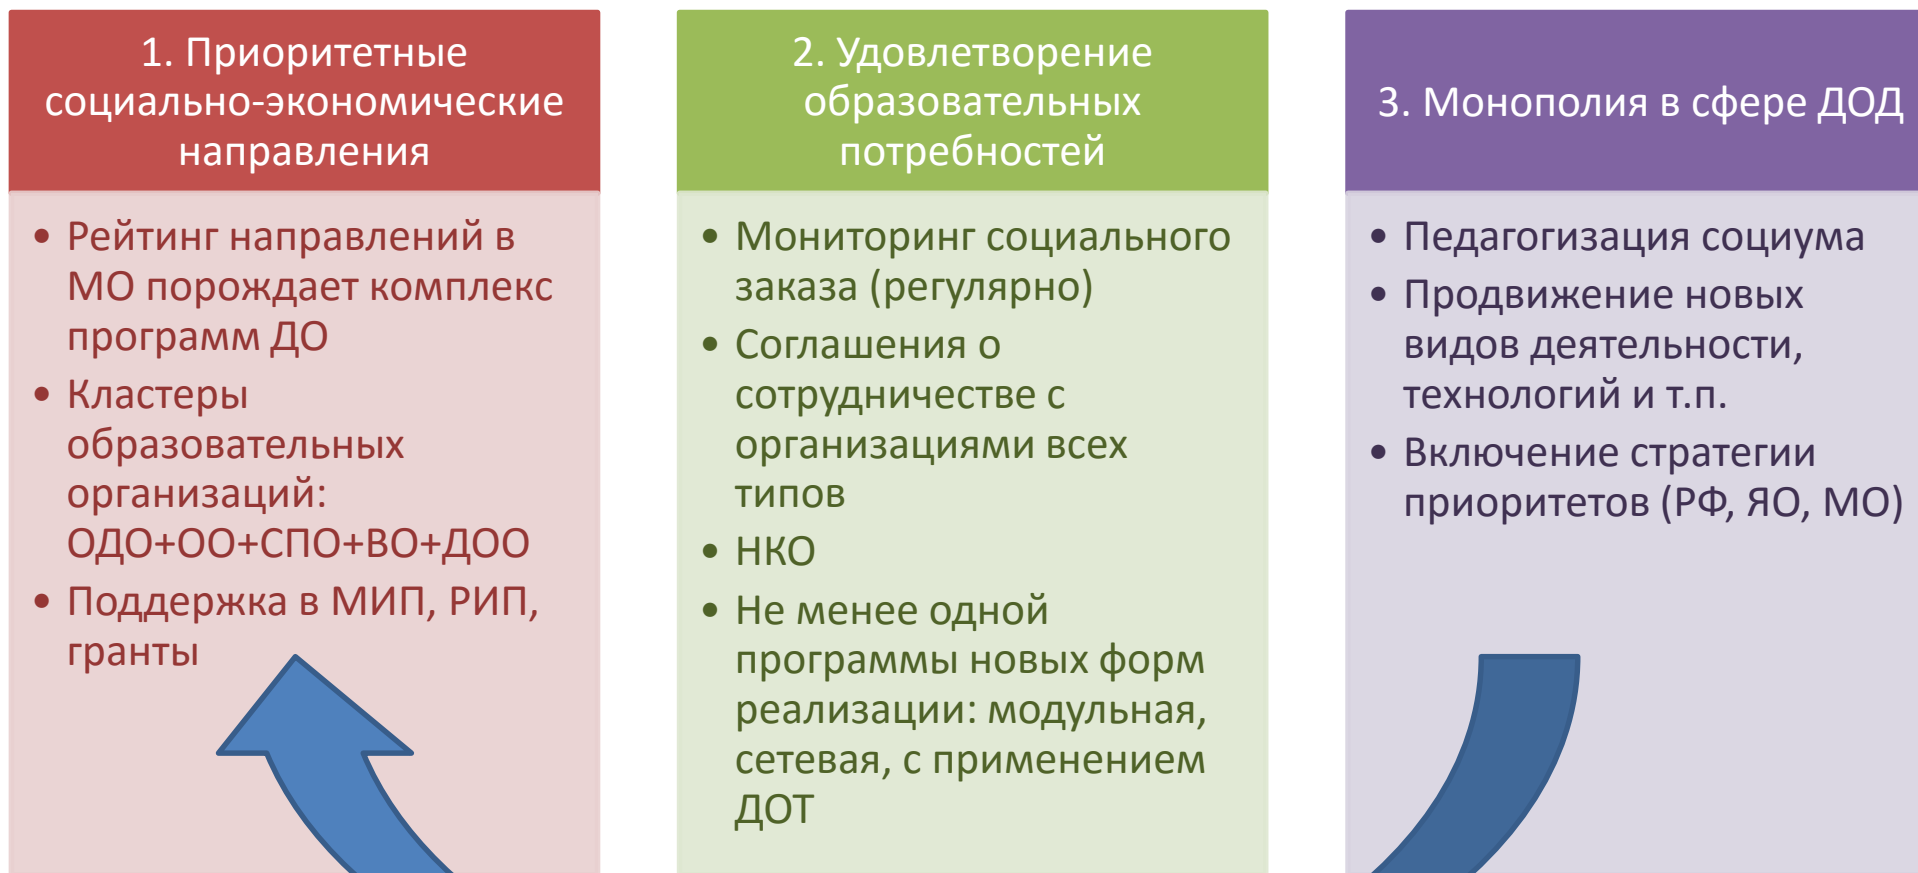 1. Приоритетные
социально-экономические
направления
• Рейтинг направлений в
МО порождает комплекс
программ ДО
• Кластеры
образовательных
организаций:
ОДО+ОО+СПО+ВО+ДОО
• Поддержка в МИП, РИП,
гранты
2. Удовлетворение
образовательных
потребностей
• Мониторинг социального
заказа (регулярно)
• Соглашения о
сотрудничестве с
организациями всех
типов
• НКО
• Не менее одной
программы новых форм
реализации: модульная,
сетевая, с применением
ДОТ
3. Монополия в сфере ДОД
• Педагогизация социума
• Продвижение новых
видов деятельности,
технологий и т.п.
• Включение стратегии
приоритетов (РФ, ЯО, МО)